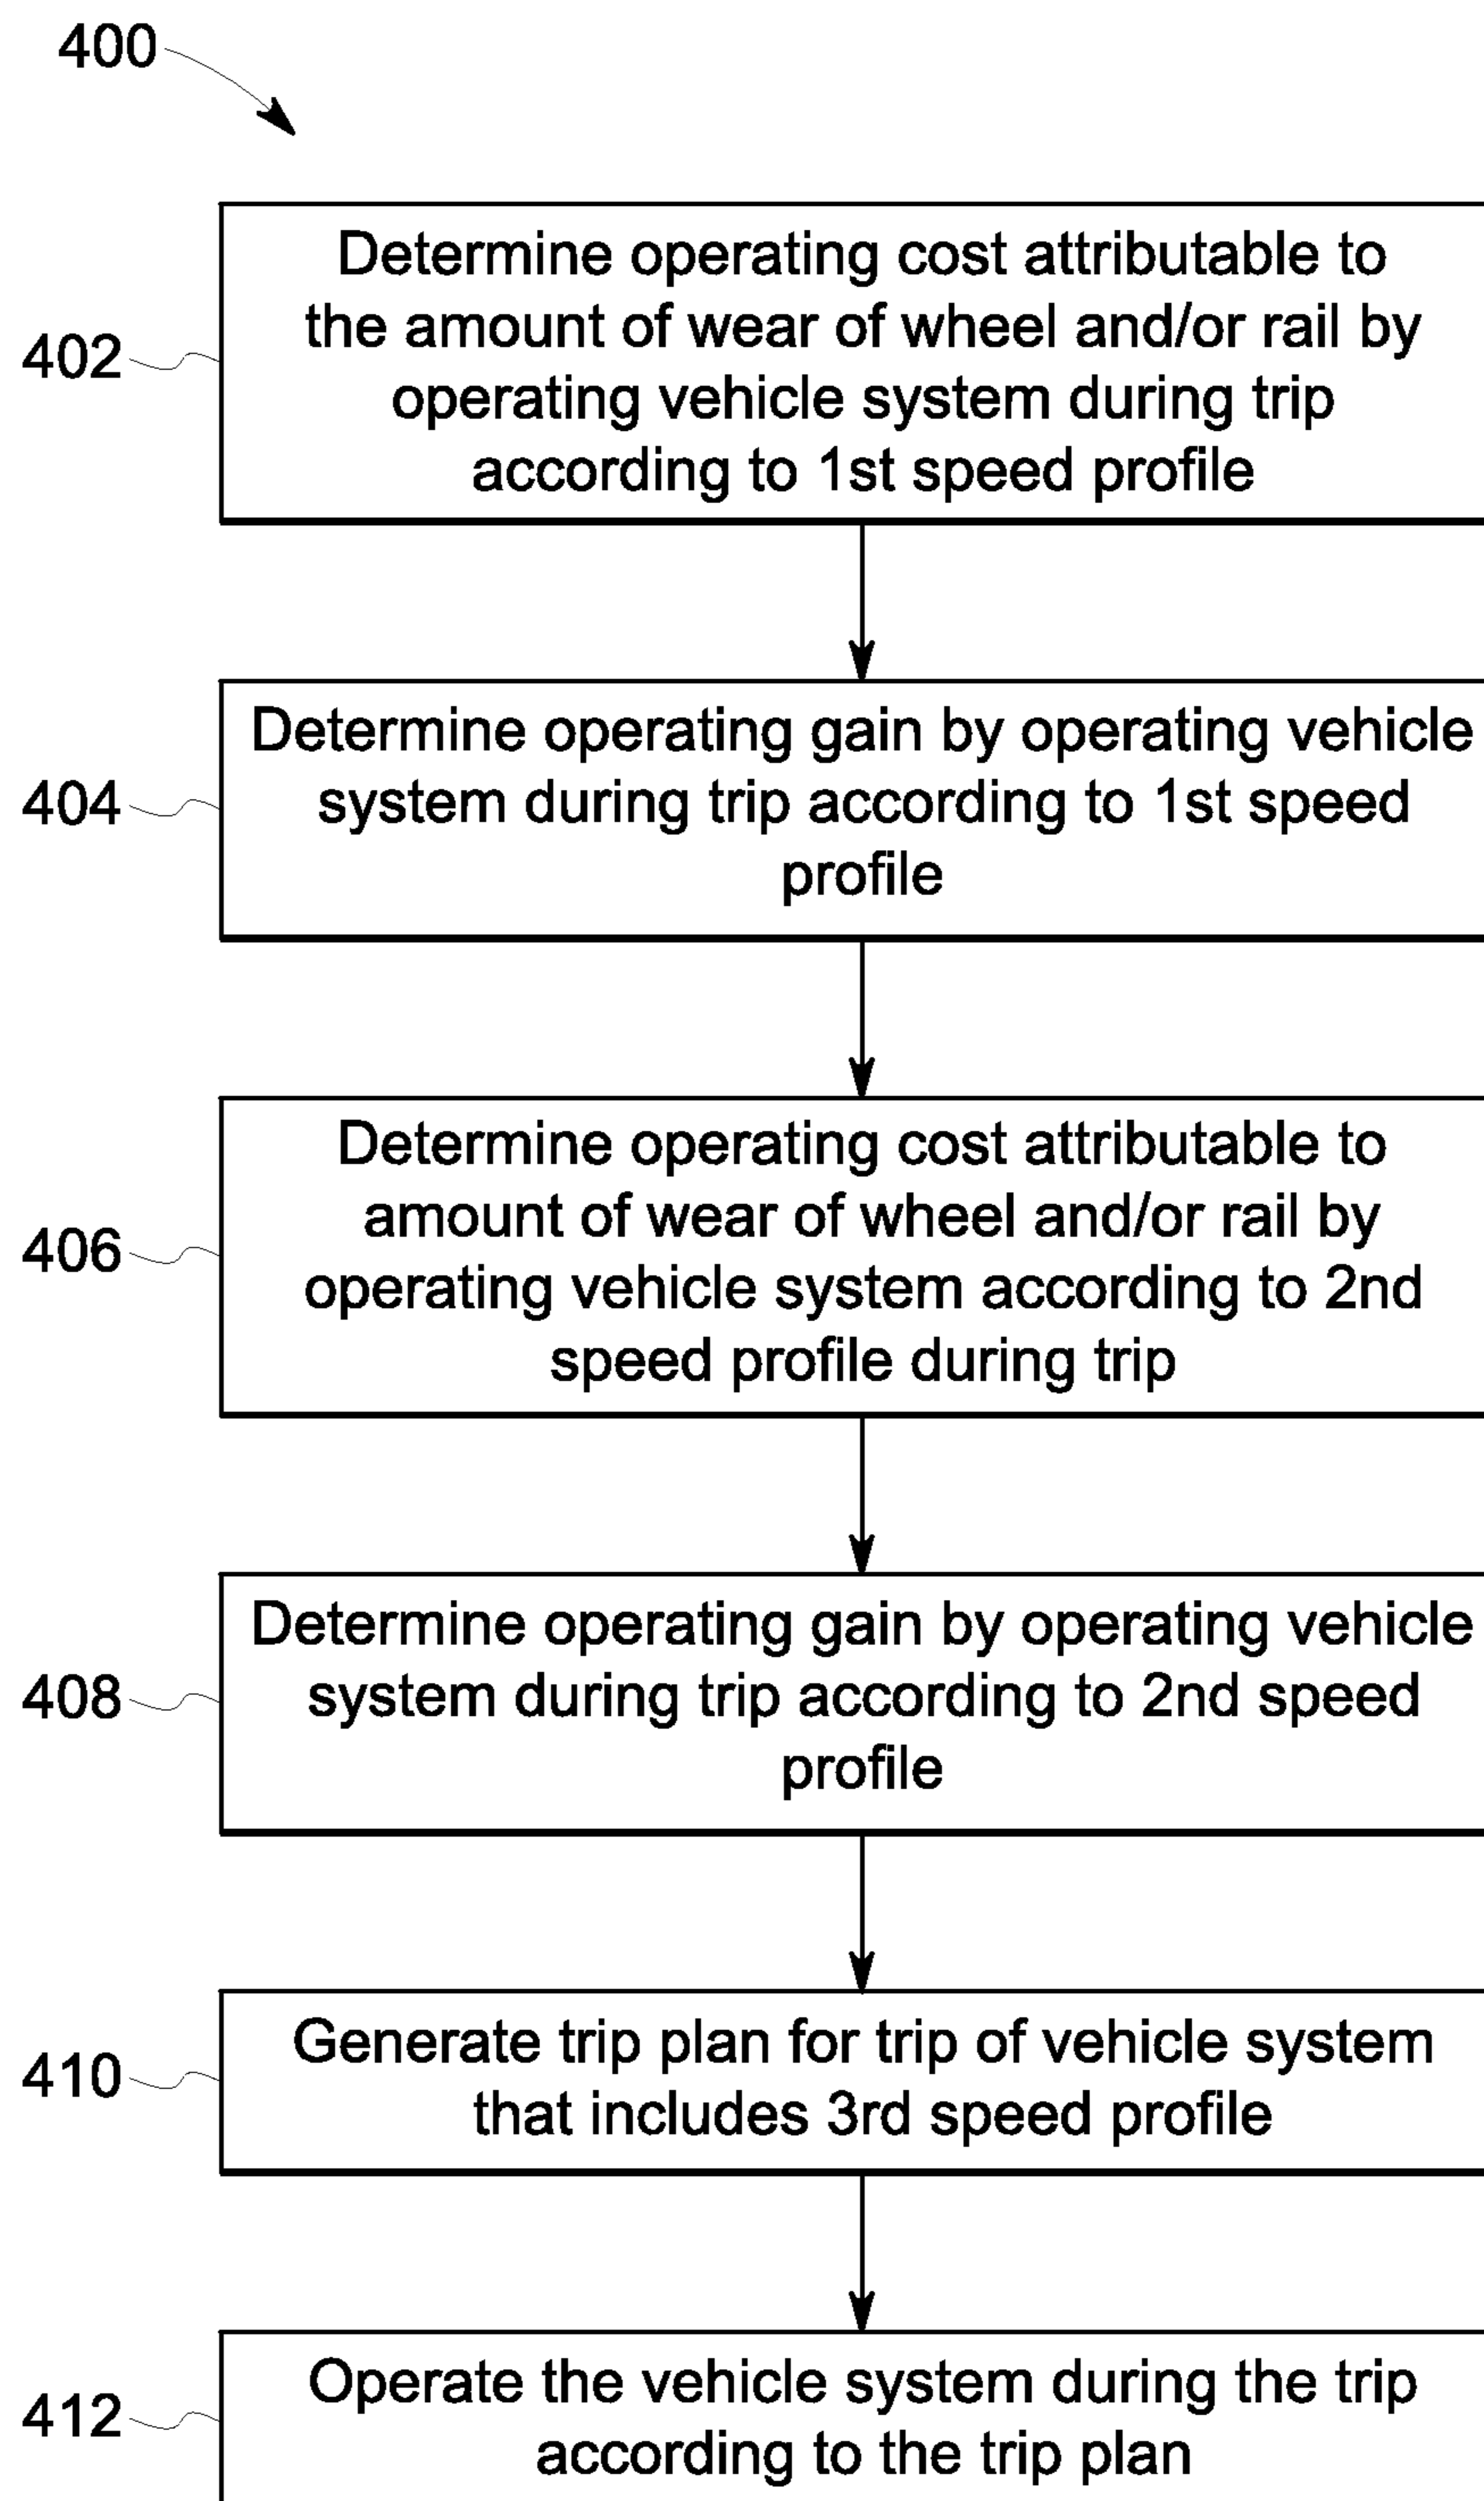 400
402
Determine operating cost attributable to
the amount of wear of wheel and/or rail by
operating vehicle system during trip
according to 1st speed profile
404
Determine operating gain by operating vehicle
system during trip according to 1st speed
profile
406
Determine operating cost attributable to
amount of wear of wheel and/or rail by
operating vehicle system according to 2nd
speed profile during trip
408
Determine operating gain by operating vehicle
system during trip according to 2nd speed
profile
410
Generate trip plan for trip of vehicle system
that includes 3rd speed profile
412
Operate the vehicle system during the trip
according to the trip plan